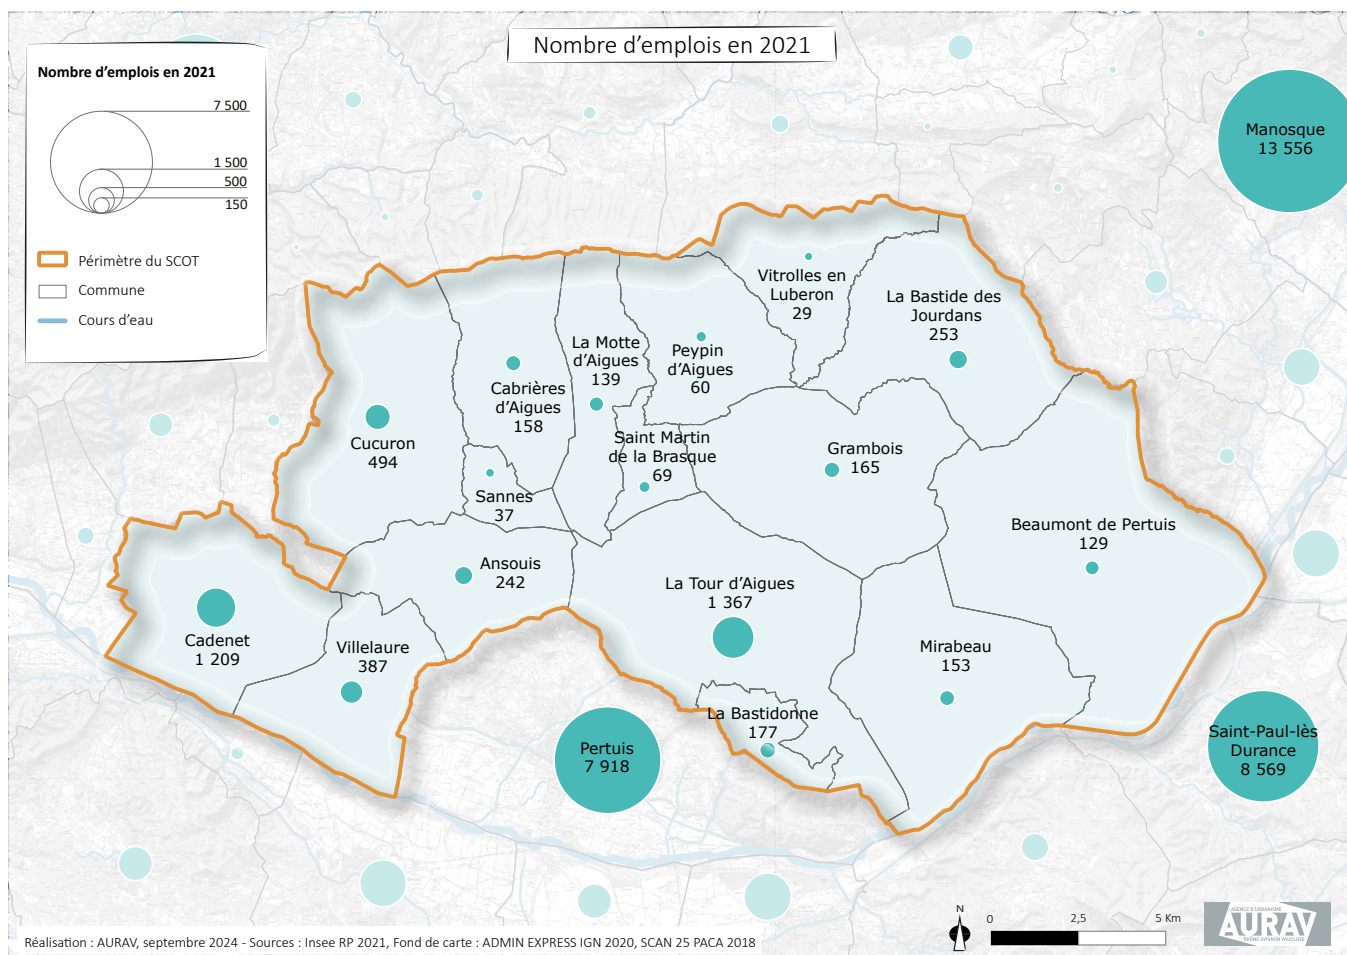 Nombre d’emplois en 2021
Nombre d’emplois en 2021
7 500
1 500
500
150
Périmètre du SCOT
Commune
Cours d’eau
Manosque
13 556
Vitrolles en
Luberon
29
La Bastide des
Jourdans
253
La Motte
d’Aigues
139
Peypin
d’Aigues
60
Cabrières
d’Aigues
158
Cucuron
494
Saint Martin
de la Brasque
69
Grambois
165
Sannes
37
Beaumont de Pertuis
129
Ansouis
242
La Tour d’Aigues
1 367
Cadenet
1 209
Villelaure
387
Mirabeau
153
La Bastidonne
177
Pertuis
7 918
Saint-Paul-lès
Durance
8 569
N
0 2,5 5 Km
AGENCE D’URBANISME
AURAV
RHÔNE AVIGNON VAUCLUSE
Réalisation : AURAV, septembre 2024 - Sources : Insee RP 2021, Fond de carte : ADMIN EXPRESS IGN 2020, SCAN 25 PACA 2018